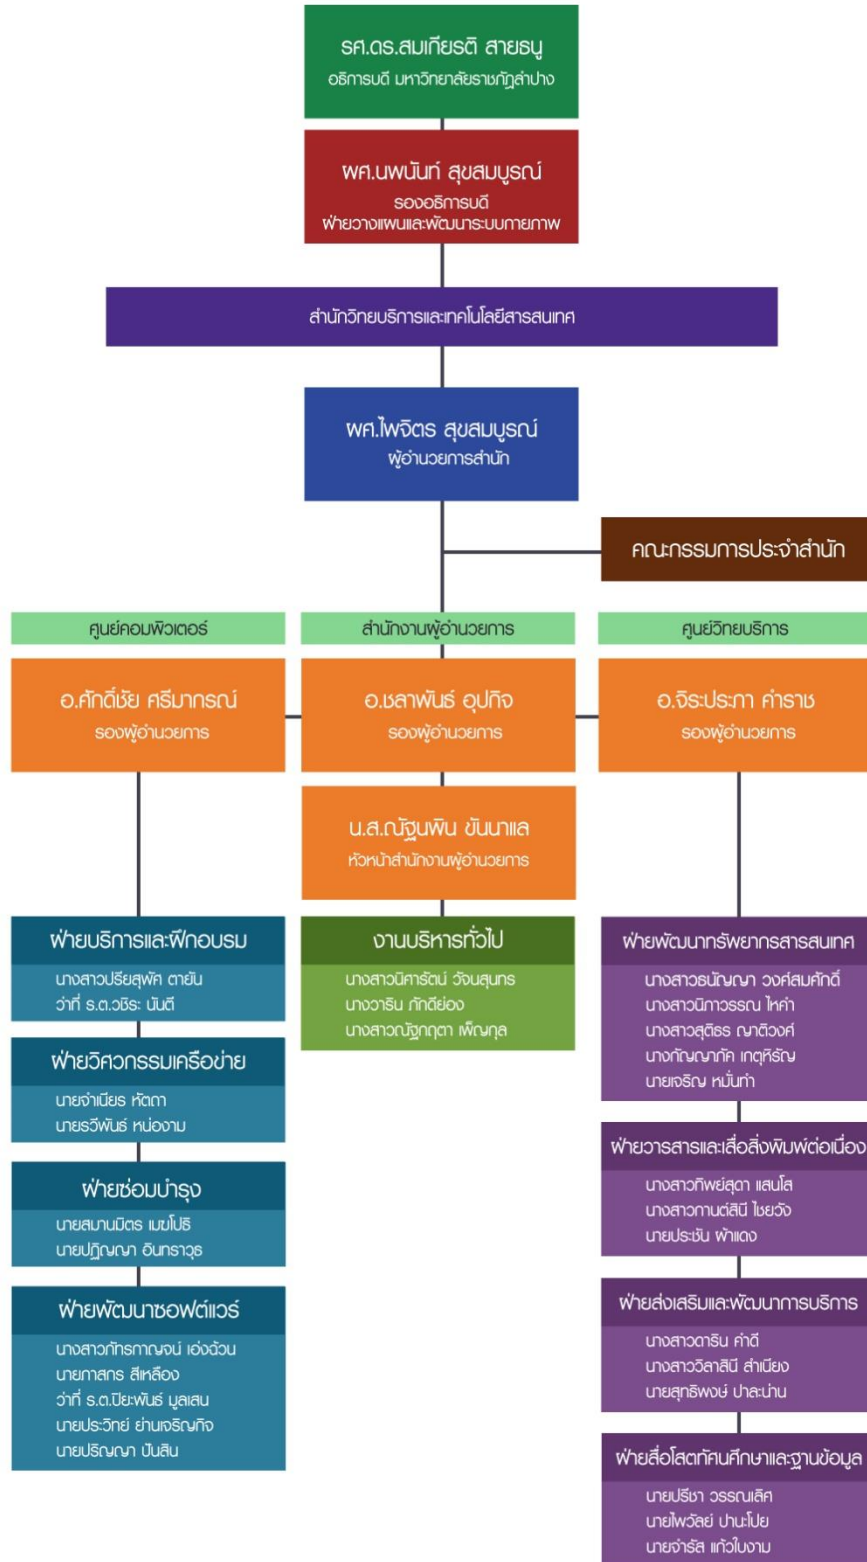 รศ.ดร.สมเกียรติ สายธนู
อธิการบดี มหาวิทยาลัยราชภัฏลำปาง
ผศ.นพนันท์ สุขสมบูรณ์
รองอธิการบดี
ฝ่ายวางแผนและพัฒนาระบบกายภาพ
สำนักวิทยบริการและเทคโนโลยีสารสนเทศ
ผศ.ไพจิตร สุขสมบูรณ์
ผู้อำนวยการสำนัก
คณะกรรมการประจำสำนัก
ศูนย์คอมพิวเตอร์
อ.ศักดิ์ชัย ศรีมากรณ์
รองผู้อำนวยการ
สำนักงานผู้อำนวยการ
อ.ชลาพันธ์ อุปกิจ
รองผู้อำนวยการ
ศูนย์วิทยบริการ
อ.จิระประภา คำราช
รองผู้อำนวยการ
น.ส.ณัฐนพิน ขันนาแล
หัวหน้าสำนักงานผู้อำนวยการ
ฝ่ายบริการและฝึกอบรม
นางสาวปรียสุพัศ ตายัน
ว่าที่ ร.ต.วชิระ นันตี
ฝ่ายวิศวกรรมเครือข่าย
นายจำเนียร หัตถา
นายรวีพันธ์ หน่องาม
ฝ่ายซ่อมบำรุง
นายสมานมิตร เมฆโปธิ
นายปฏิญญา อินทราวุธ
ฝ่ายพัฒนาซอฟต์แวร์
นางสาวภัทรกาญจน์ เอ่งฉ้วน
นายภาสกร สีเหลือง
ว่าที่ ร.ต.ปิยะพันธ์ มูลเสน
นายประวิทย์ ย่านเจริญกิจ
นายปริญญา ปันสิน
งานบริหารทั่วไป
นางสาวนิศารัตน์ วัจนสุนทร
นางวาริน ภักดีย่อง
นางสาวณัฐกฤตา เพ็ญกุล
ฝ่ายพัฒนาทรัพยากรสารสนเทศ
นางสาวธนัญญา วงศ์สมศักดิ์
นางสาวนิภาวรรณ ไหคำ
นางสาวสุติธร ญาติวงศ์
นางกัญญาภัค เกตุหิรัญ
นายเจริญ หมั่นทำ
ฝ่ายวารสารและเสื่อสิ่งพิมพ์ต่อเนื่อง
นางสาวทิพย์สุดา แสนโส
นางสาวกานต์สินี ไชยวัง
นายประชัน ผ้าแดง
ฝ่ายส่งเสริมและพัฒนาการบริการ
นางสาวดาริน คำดี
นางสาววิลาสินี สำเนียง
นายสุทธิพงษ์ ปาละน่าน
ฝ่ายสื่อโสตทัศนศึกษาและฐานข้อมูล
นายปรีชา วรรณเลิศ
นายไพวัลย์ ปานะโปย
นายจำรัส แก้วใบงาม